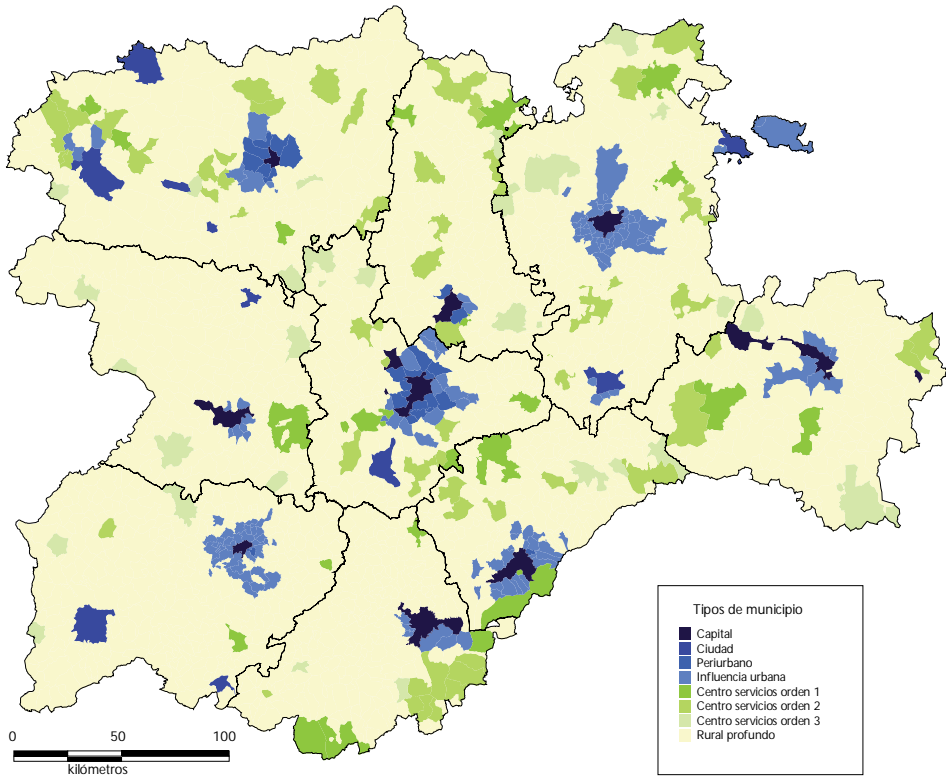 Tipos de municipio
Capital
Ciudad
Periurbano
Influencia urbana
Centro servicios orden 1
Centro servicios orden 2
Centro servicios orden 3
Rural profundo
0 50 100
kilómetros